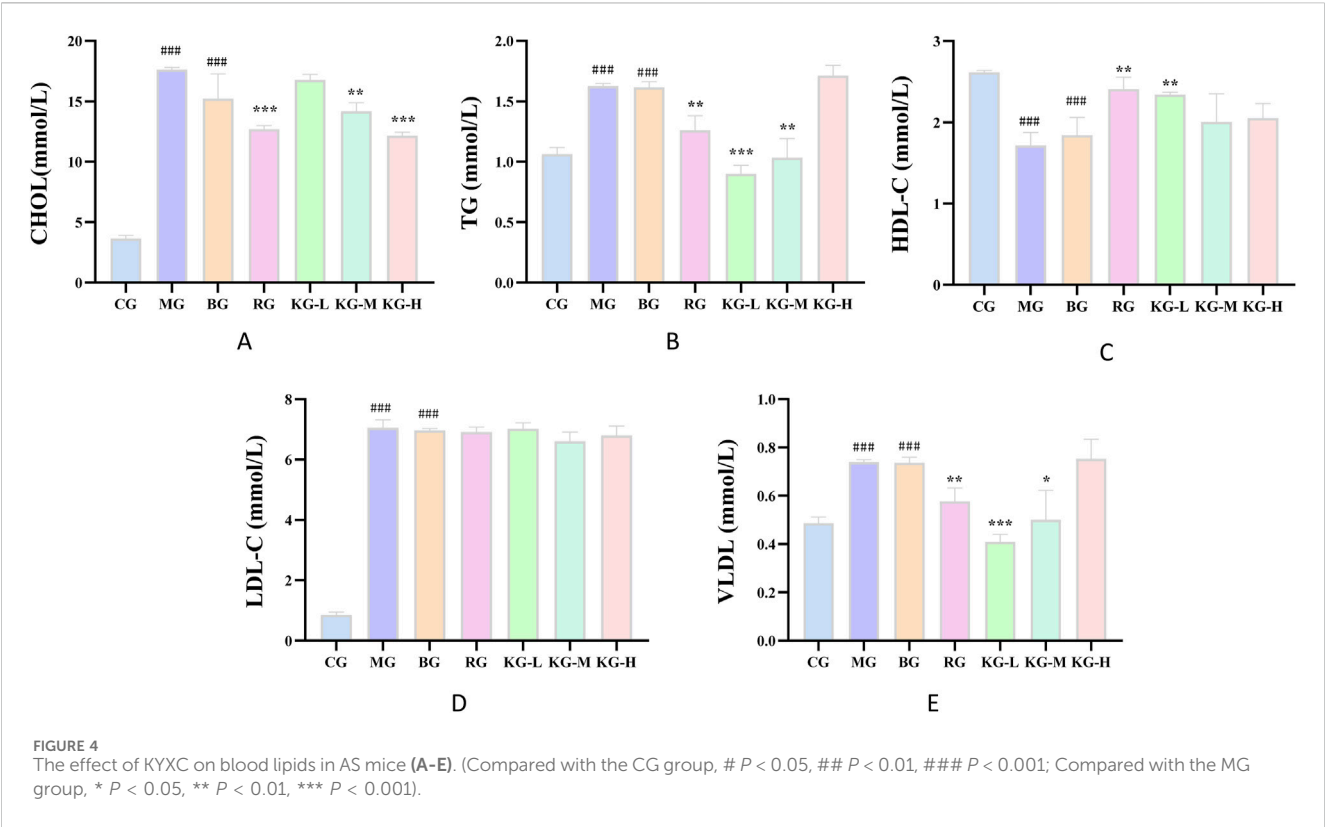 CHOL(mmol/L)
20
15
10
5
0
###
###
***
**
***
CG MG BG RG KG-L KG-M KG-H
A
TG (mmol/L)
2.0
1.5
1.0
0.5
0.0
###
###
**
***
**
CG MG BG RG KG-L KG-M KG-H
B
HDL-C (mmol/L)
3
2
1
0
###
###
**
**
CG MG BG RG KG-L KG-M KG-H
C
LDL-C (mmol/L)
8
6
4
2
0
###
###
CG MG BG RG KG-L KG-M KG-H
D
VLDL (mmol/L)
1.0
0.8
0.6
0.4
0.2
0.0
###
###
**
***
*
CG MG BG RG KG-L KG-M KG-H
E
FIGURE 4
The effect of KYXC on blood lipids in AS mice (A-E). (Compared with the CG group, # P < 0.05, ## P < 0.01, ### P < 0.001; Compared with the MG
group, * P < 0.05, ** P < 0.01, *** P < 0.001).